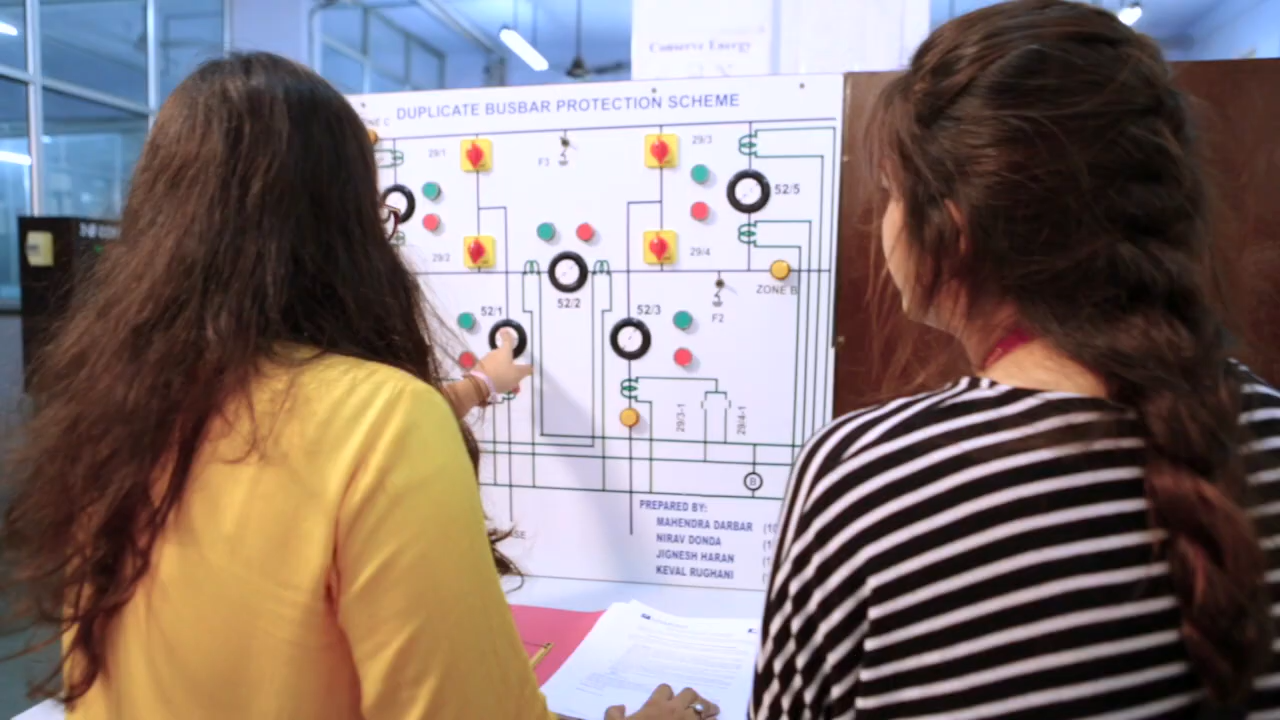 Conserve Energy
DUPLICATE BUSBAR PROTECTION SCHEME
NE C
29/1
F3
29/3
52/5
29/2
29/4
52/2
ZONE B
52/1
52/3
F2
29/3-1
29/4-1
B
PREPARED BY:
MAHENDRA DARBAR
NIRAV DONDA
JIGNESH HARAN
KEVAL RUGHANI